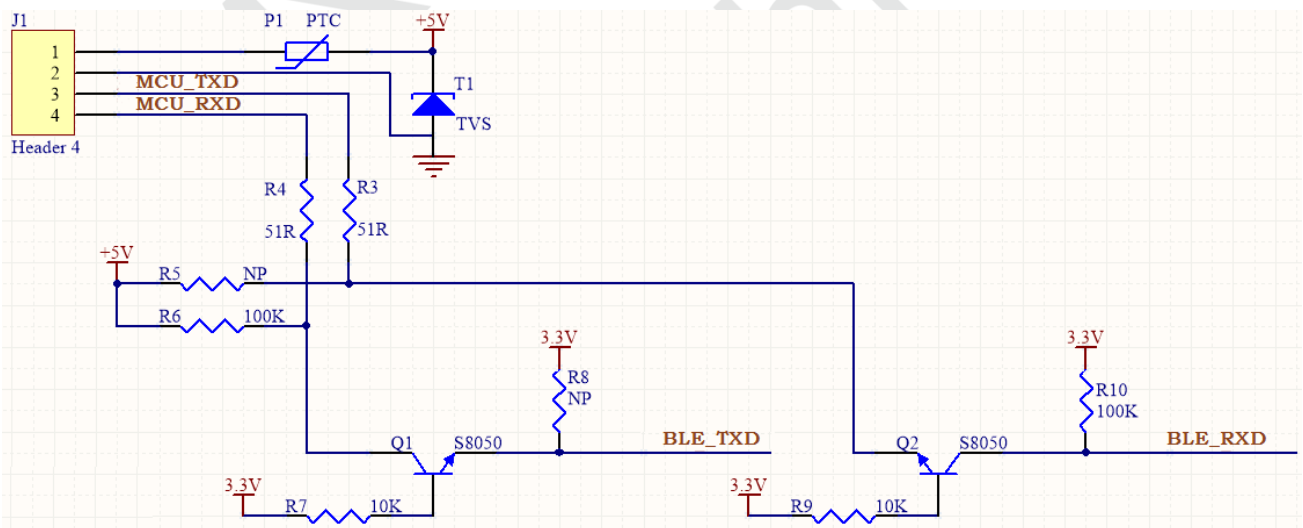 J1
P1 PTC
+5V
1
2
3
4
MCU_TXD
MCU_RXD
T1
TVS
Header 4
R4
R3
51R
51R
+5V
R5
NP
R6
100K
3.3V
R8
NP
3.3V
R10
100K
Q1
S8050
BLE_TXD
Q2
S8050
BLE_RXD
3.3V
R7
10K
3.3V
R9
10K